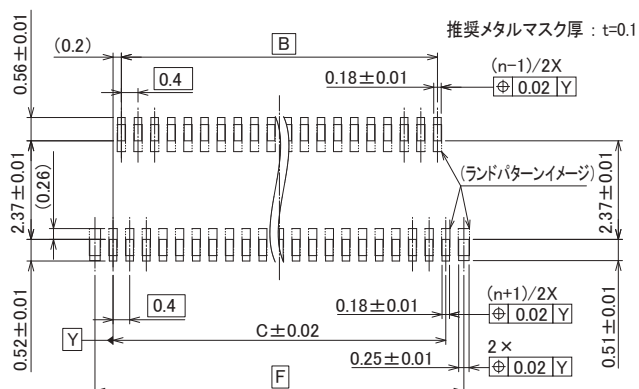 推奨メタルマスク厚 : t=0.1
(0.2)
B
0.56±0.01
0.4
0.18±0.01
(n-1)/2X
⌖ 0.02 Y
2.37±0.01
(0.26)
(ランドパターンイメージ)
2.37±0.01
0.52±0.01
0.4
0.18±0.01
(n+1)/2X
⌖ 0.02 Y
0.51±0.01
Y
C±0.02
0.25±0.01
2×
⌖ 0.02 Y
F